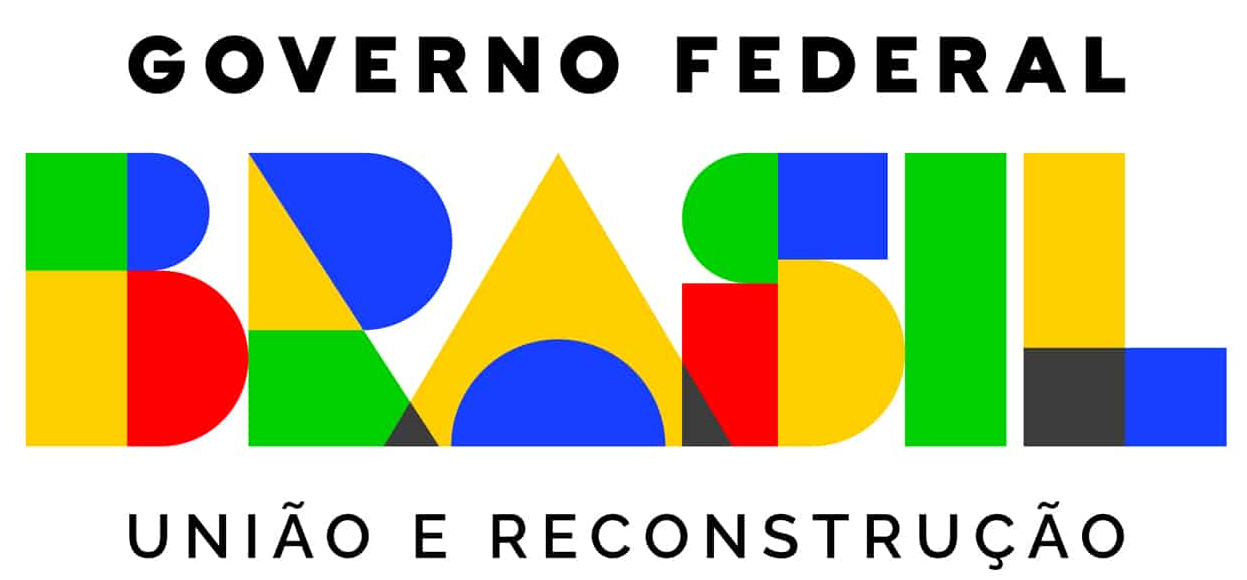 GOVERNO FEDERAL
BRASIL
UNIÃO E RECONSTRUÇÃO